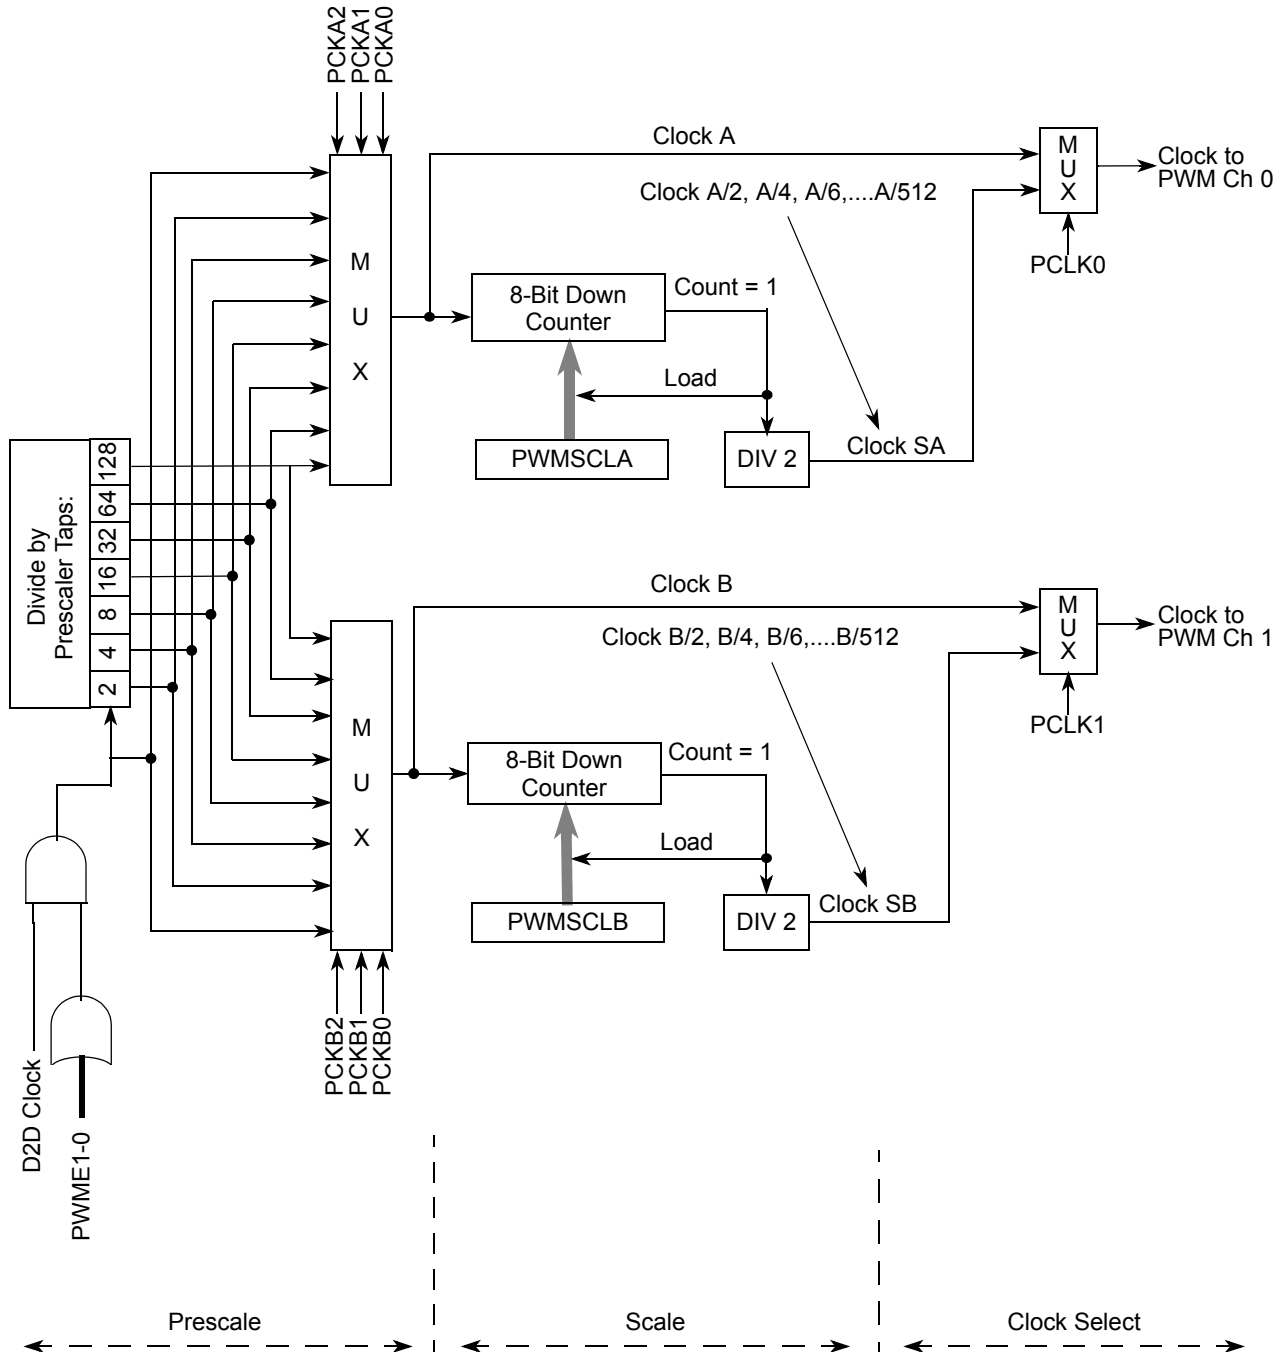 PCKA2
PCKA1
PCKA0
Clock A
Clock A/2, A/4, A/6,....A/512
M
U
X
Clock to
PWM Ch 0
PCLK0
M
U
X
8-Bit Down
Counter
Count = 1
Load
PWMSCLA
DIV 2
Clock SA
Divide by
Prescaler Taps:
128
64
32
16
8
4
2
Clock B
Clock B/2, B/4, B/6,....B/512
M
U
X
Clock to
PWM Ch 1
PCLK1
M
U
X
8-Bit Down
Counter
Count = 1
Load
PWMSCLB
DIV 2
Clock SB
PCKB2
PCKB1
PCKB0
D2D Clock
PWME1-0
Prescale
Scale
Clock Select